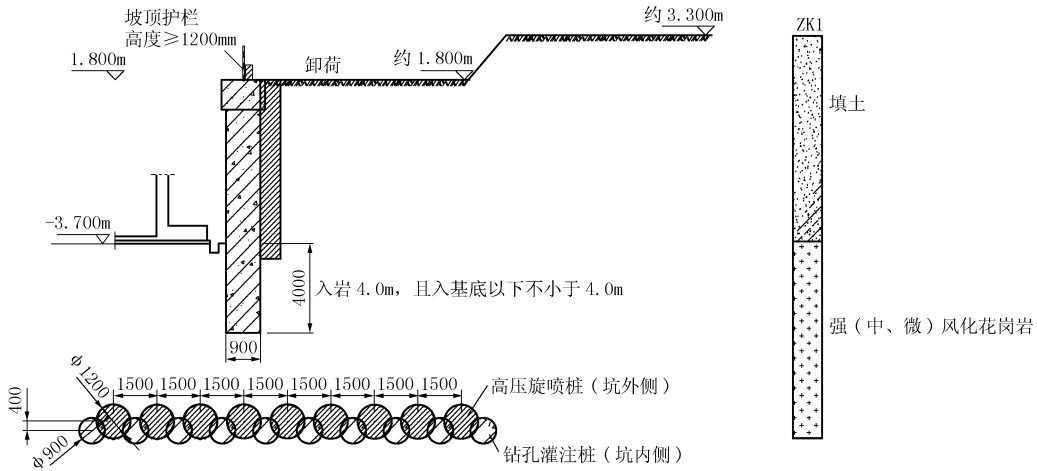 坡顶护栏
高度≥1200mm
1.800m
卸荷
约1.800m
约3.300m
ZK1
填土
-3.700m
4000
入岩4.0m，且入基底以下不小于4.0m
强（中、微）风化花岗岩
900
φ1200
1500 1500 1500 1500 1500 1500 1500 1500
高压旋喷桩（坑外侧）
400
φ900
钻孔灌注桩（坑内侧）